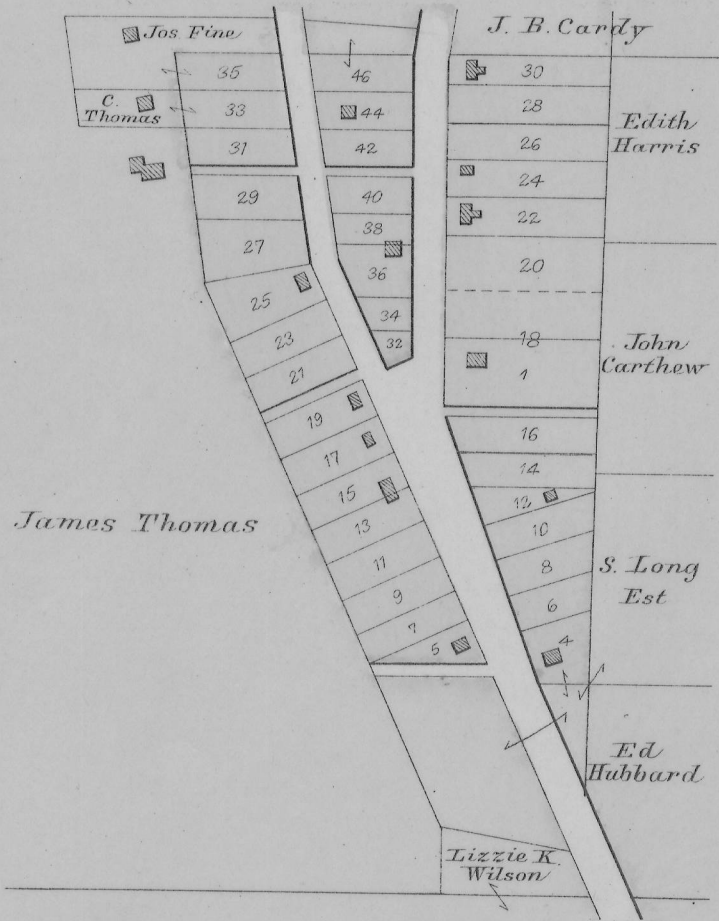 J. B. Cardy
Jos Fine
35
46
30
C.
Thomas
33
44
28
Edith
Harris
31
42
26
24
29
40
22
38
27
36
20
25
34
23
32
18
John
Carthew
21
1
19
16
17
14
15
12
James Thomas
13
10
11
8
S. Long
Est
9
6
7
4
5
Ed
Hubbard
Lizzie K.
Wilson